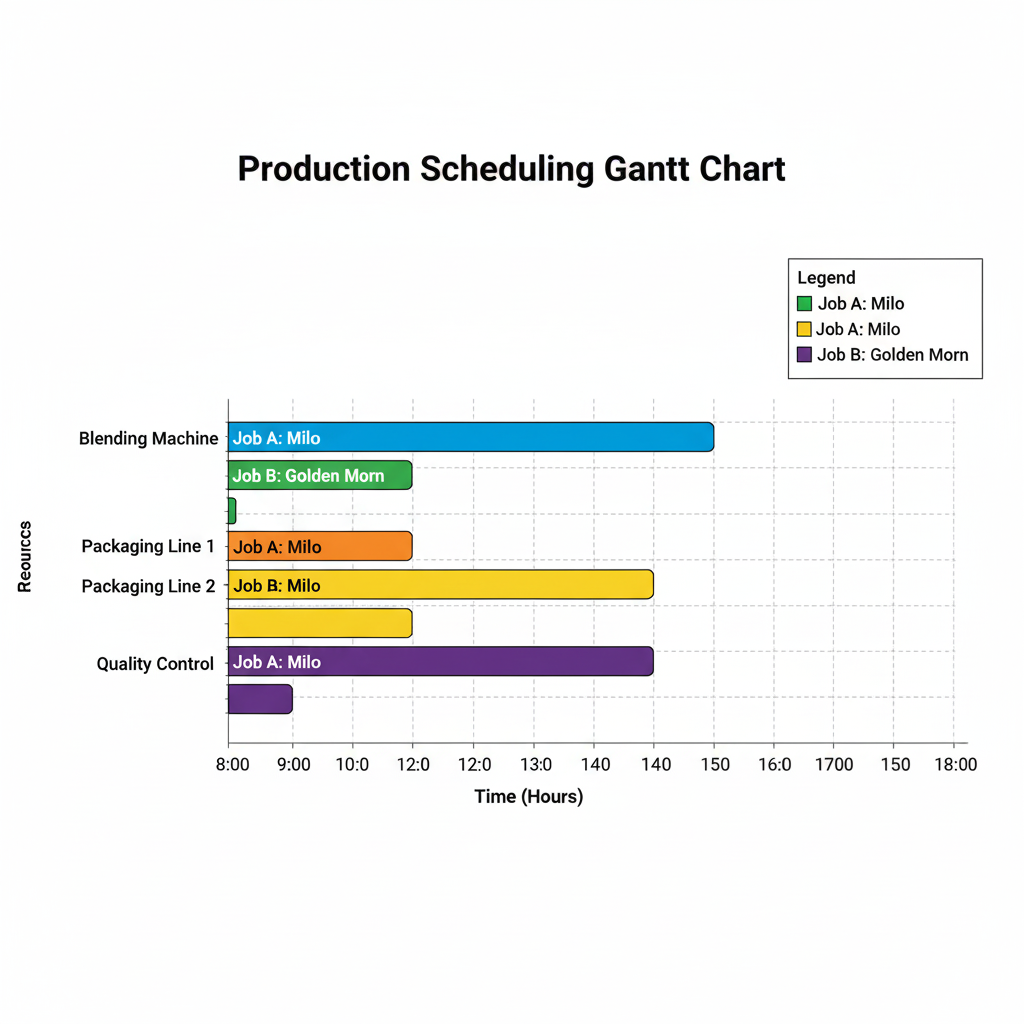 Production Scheduling Gantt Chart
Legend
Job A: Milo
Job A: Milo
Job B: Golden Morn
Blending Machine
Job A: Milo
Job B: Golden Morn
Packaging Line 1
Job A: Milo
Packaging Line 2
Job B: Milo
Quality Control
Job A: Milo
8:00 9:00 10:0 12:0 12:0 13:0 140 140 150 16:0 1700 150 18:00
Time (Hours)